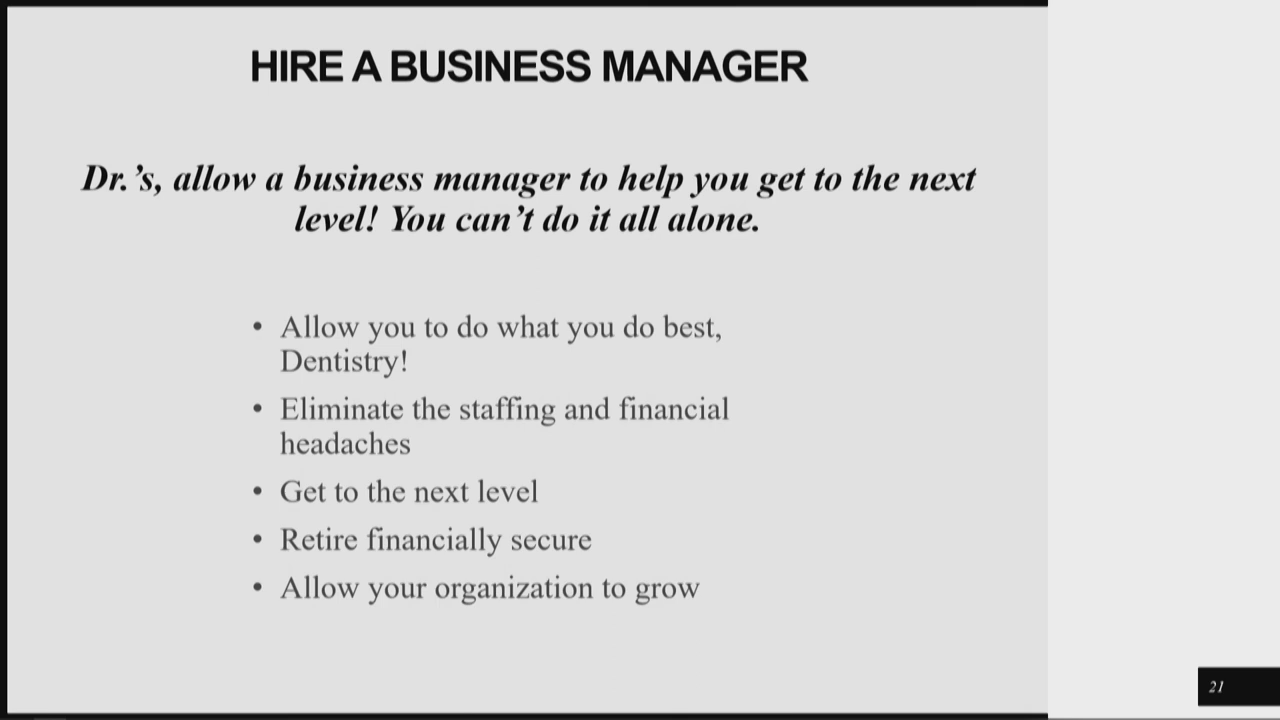 HIRE A BUSINESS MANAGER
Dr.’s, allow a business manager to help you get to the next
level! You can’t do it all alone.
• Allow you to do what you do best,
Dentistry!
• Eliminate the staffing and financial
headaches
• Get to the next level
• Retire financially secure
• Allow your organization to grow
21